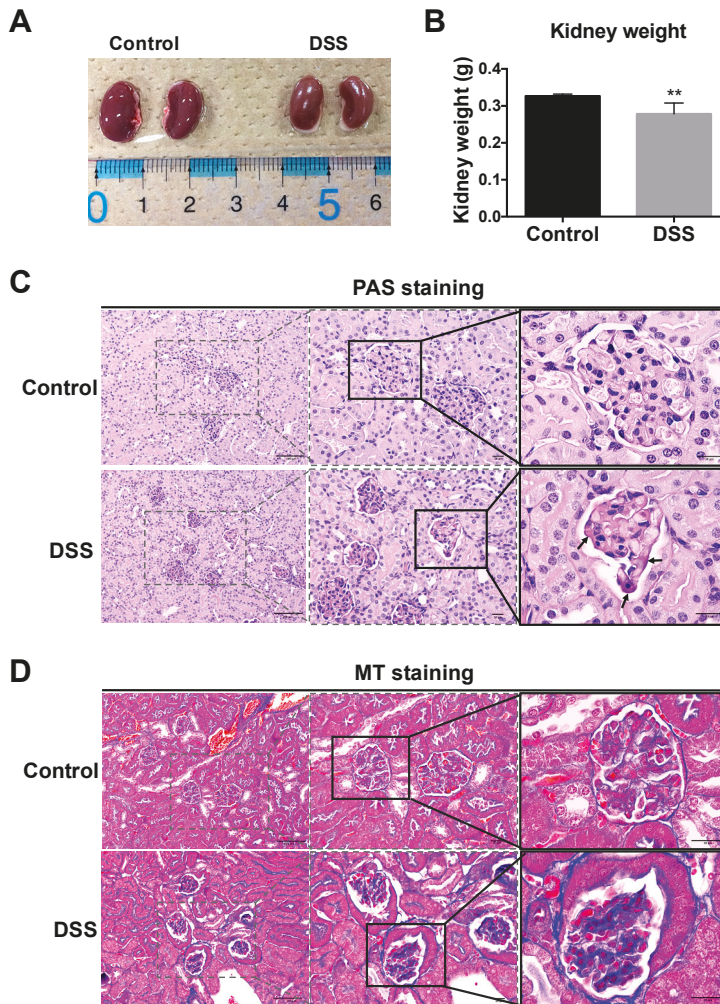 A
Control DSS
0 1 2 3 4 5 6
B
Kidney weight
Kidney weight (g)
0.4
0.3
0.2
0.1
0.0
**
Control DSS
C
PAS staining
Control
DSS
D
MT staining
Control
DSS